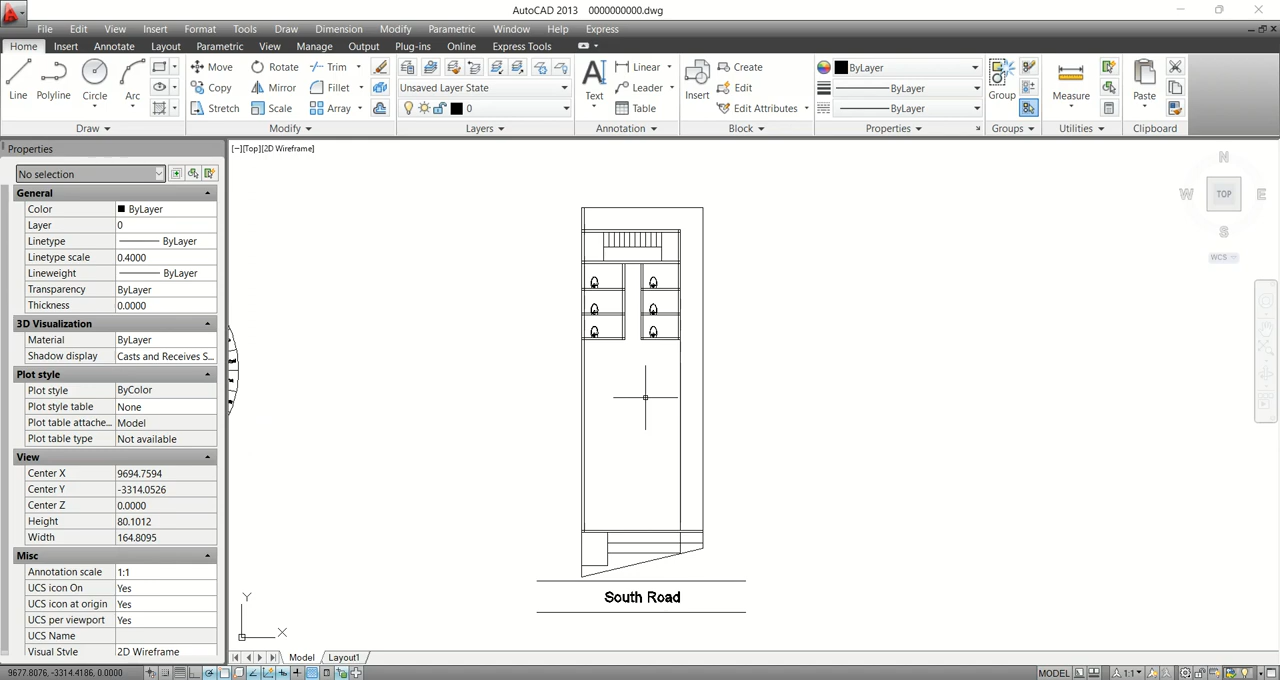 AutoCAD 2013 0000000000.dwg
File Edit View Insert Format Tools Draw Dimension Modify Parametric Window Help Express
Home Insert Annotate Layout Parametric View Manage Output Plug-ins Online Express Tools
Line Polyline Circle Arc
Move Rotate Trim
Copy Mirror Fillet
Stretch Scale Array
Unsaved Layer State
0
Text Linear
Leader
Table
Insert Create
Edit
Edit Attributes
ByLayer
ByLayer
ByLayer
Group Measure Paste
Draw Modify Layers Annotation Block Properties Groups Utilities Clipboard
Properties
No selection
General
Color ByLayer
Layer 0
Linetype ByLayer
Linetype scale 0.4000
Lineweight ByLayer
Transparency ByLayer
Thickness 0.0000
3D Visualization
Material ByLayer
Shadow display Casts and Receives S...
Plot style
Plot style ByColor
Plot style table None
Plot table attache... Model
Plot table type Not available
View
Center X 9694.7594
Center Y -3314.0526
Center Z 0.0000
Height 80.1012
Width 164.8095
Misc
Annotation scale 1:1
UCS icon On Yes
UCS icon at origin Yes
UCS per viewport Yes
UCS Name
Visual Style 2D Wireframe
[−][Top][2D Wireframe]
N
W TOP E
S
WCS
South Road
Y
X
Model Layout1
9677.8076, -3314.4186, 0.0000 MODEL 1:1